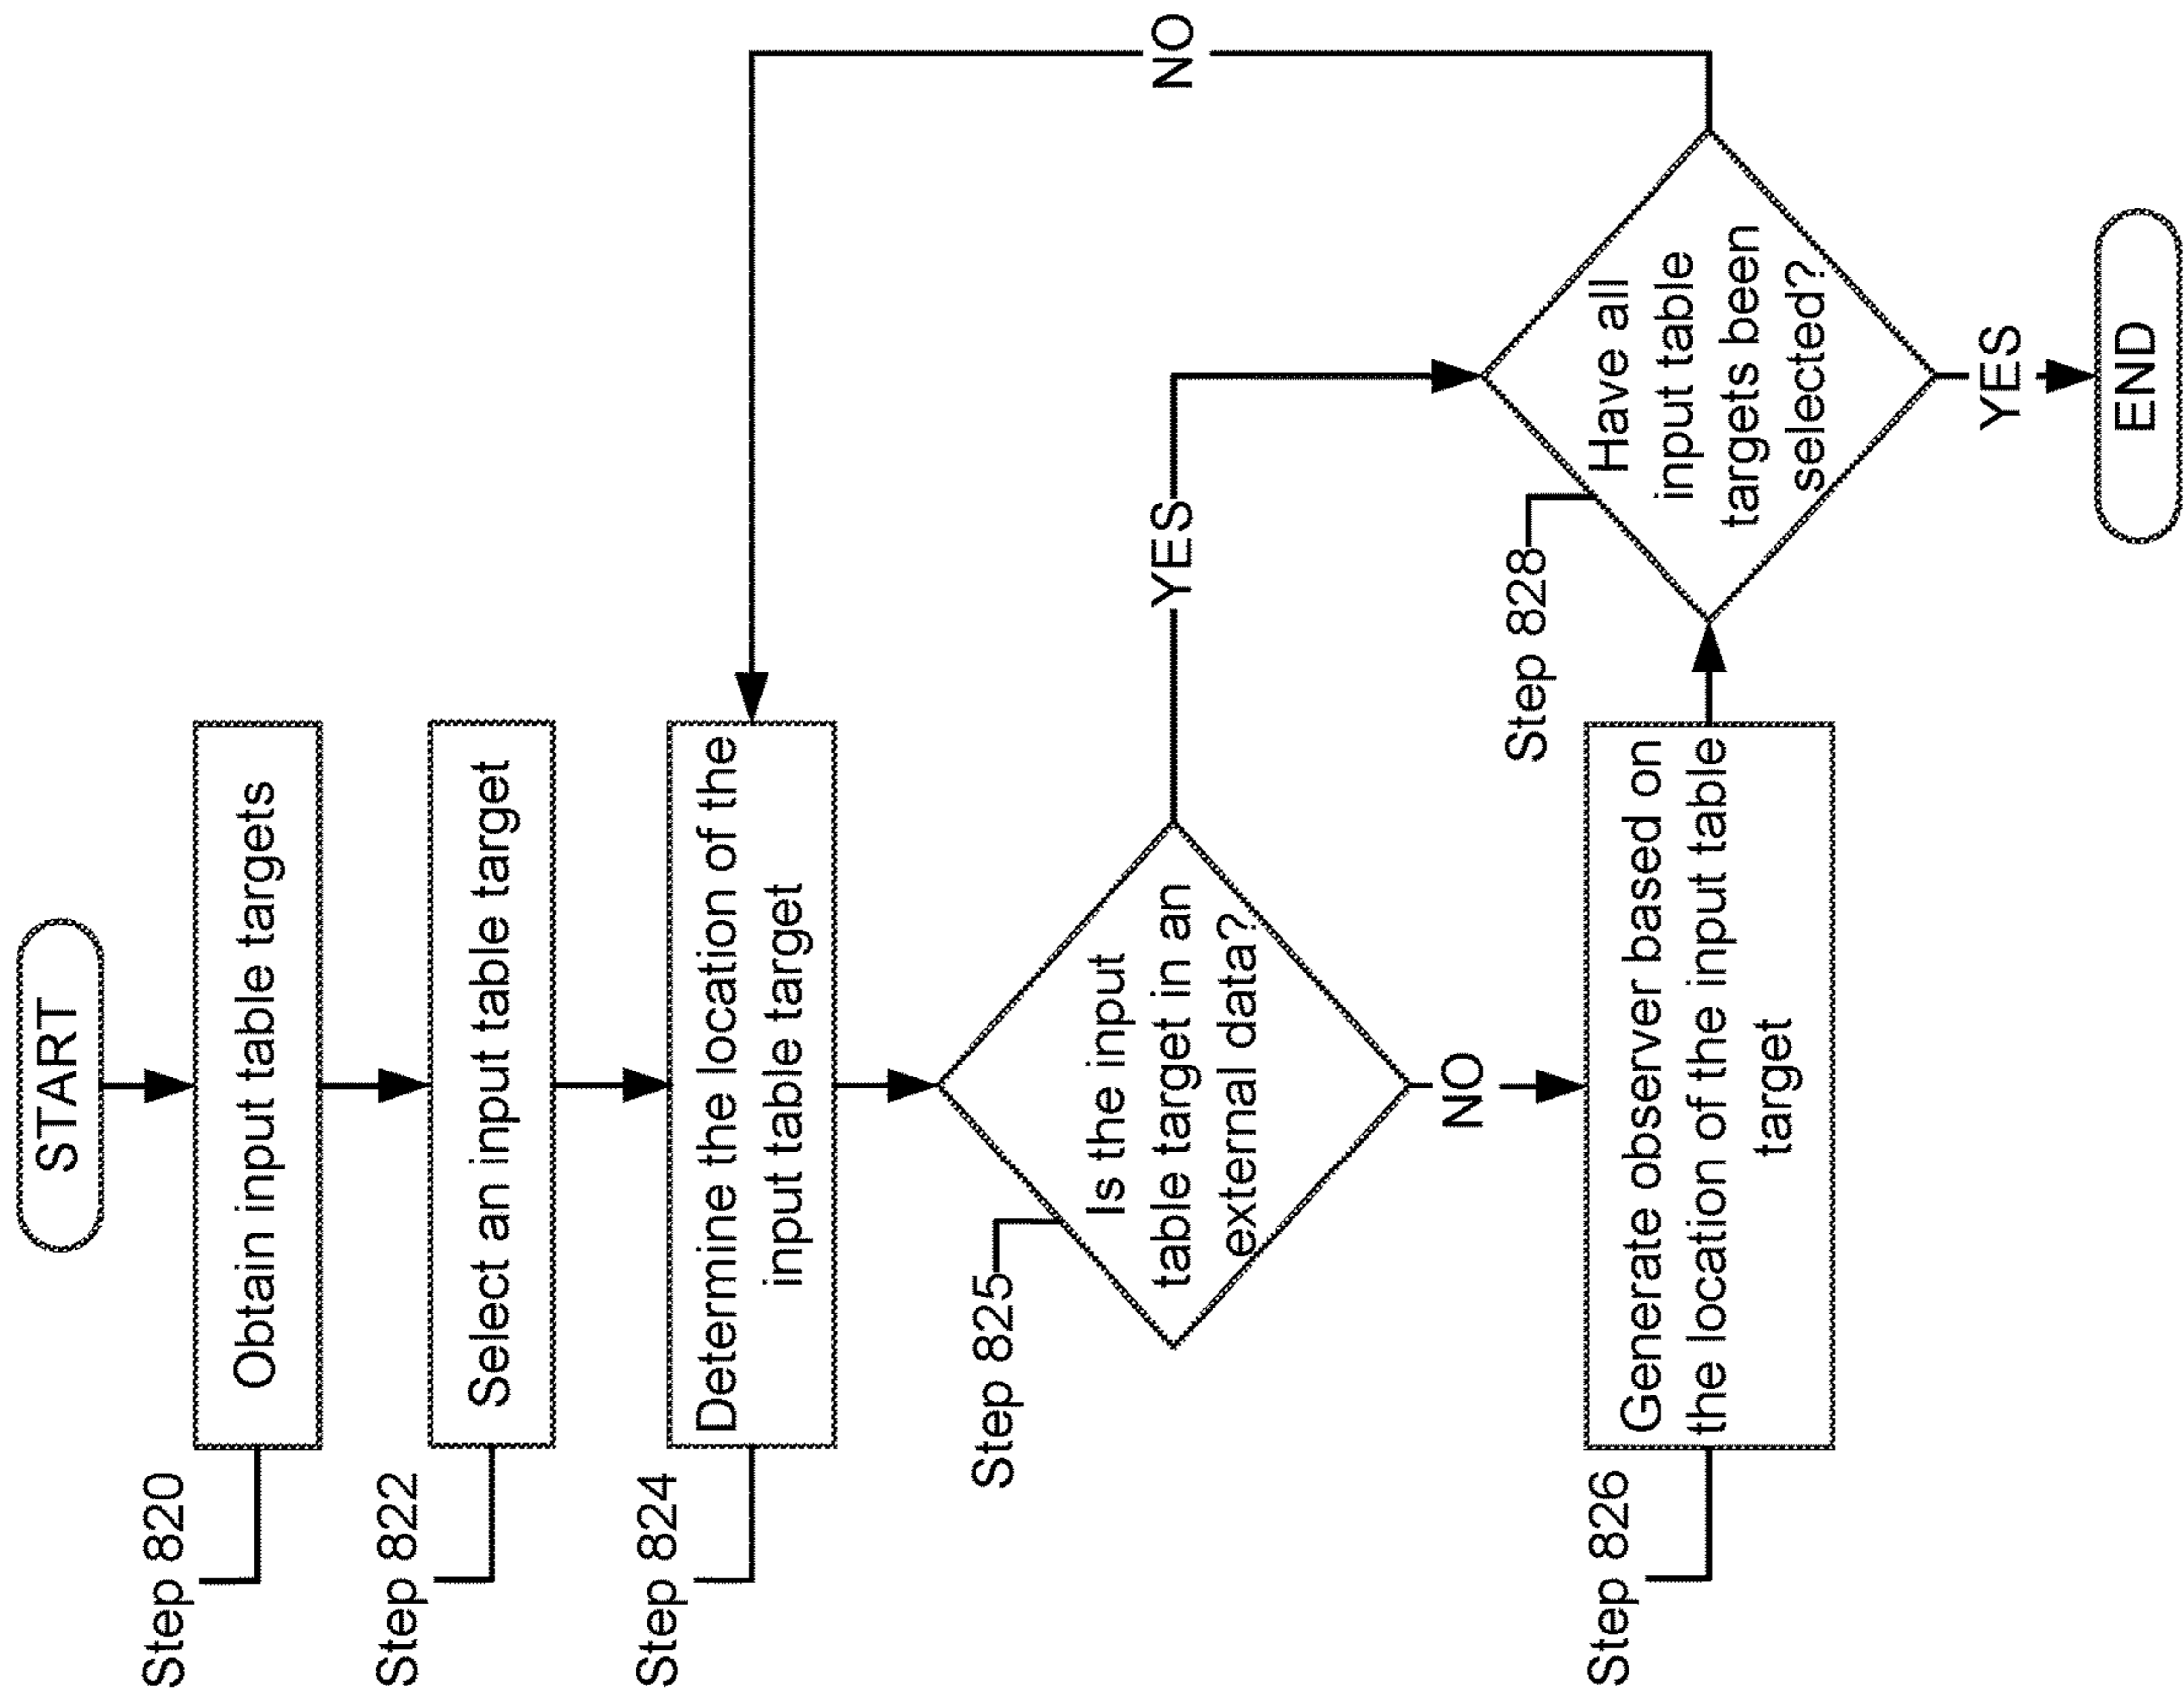 START
Step 820
Obtain input table targets
Step 822
Select an input table target
Step 824
Determine the location of the
input table target
Step 825
Is the input
table target in an
external data?
YES
NO
Step 826
Generate observer based on
the location of the input table
target
Step 828
Have all
input table
targets been
selected?
NO
YES
END